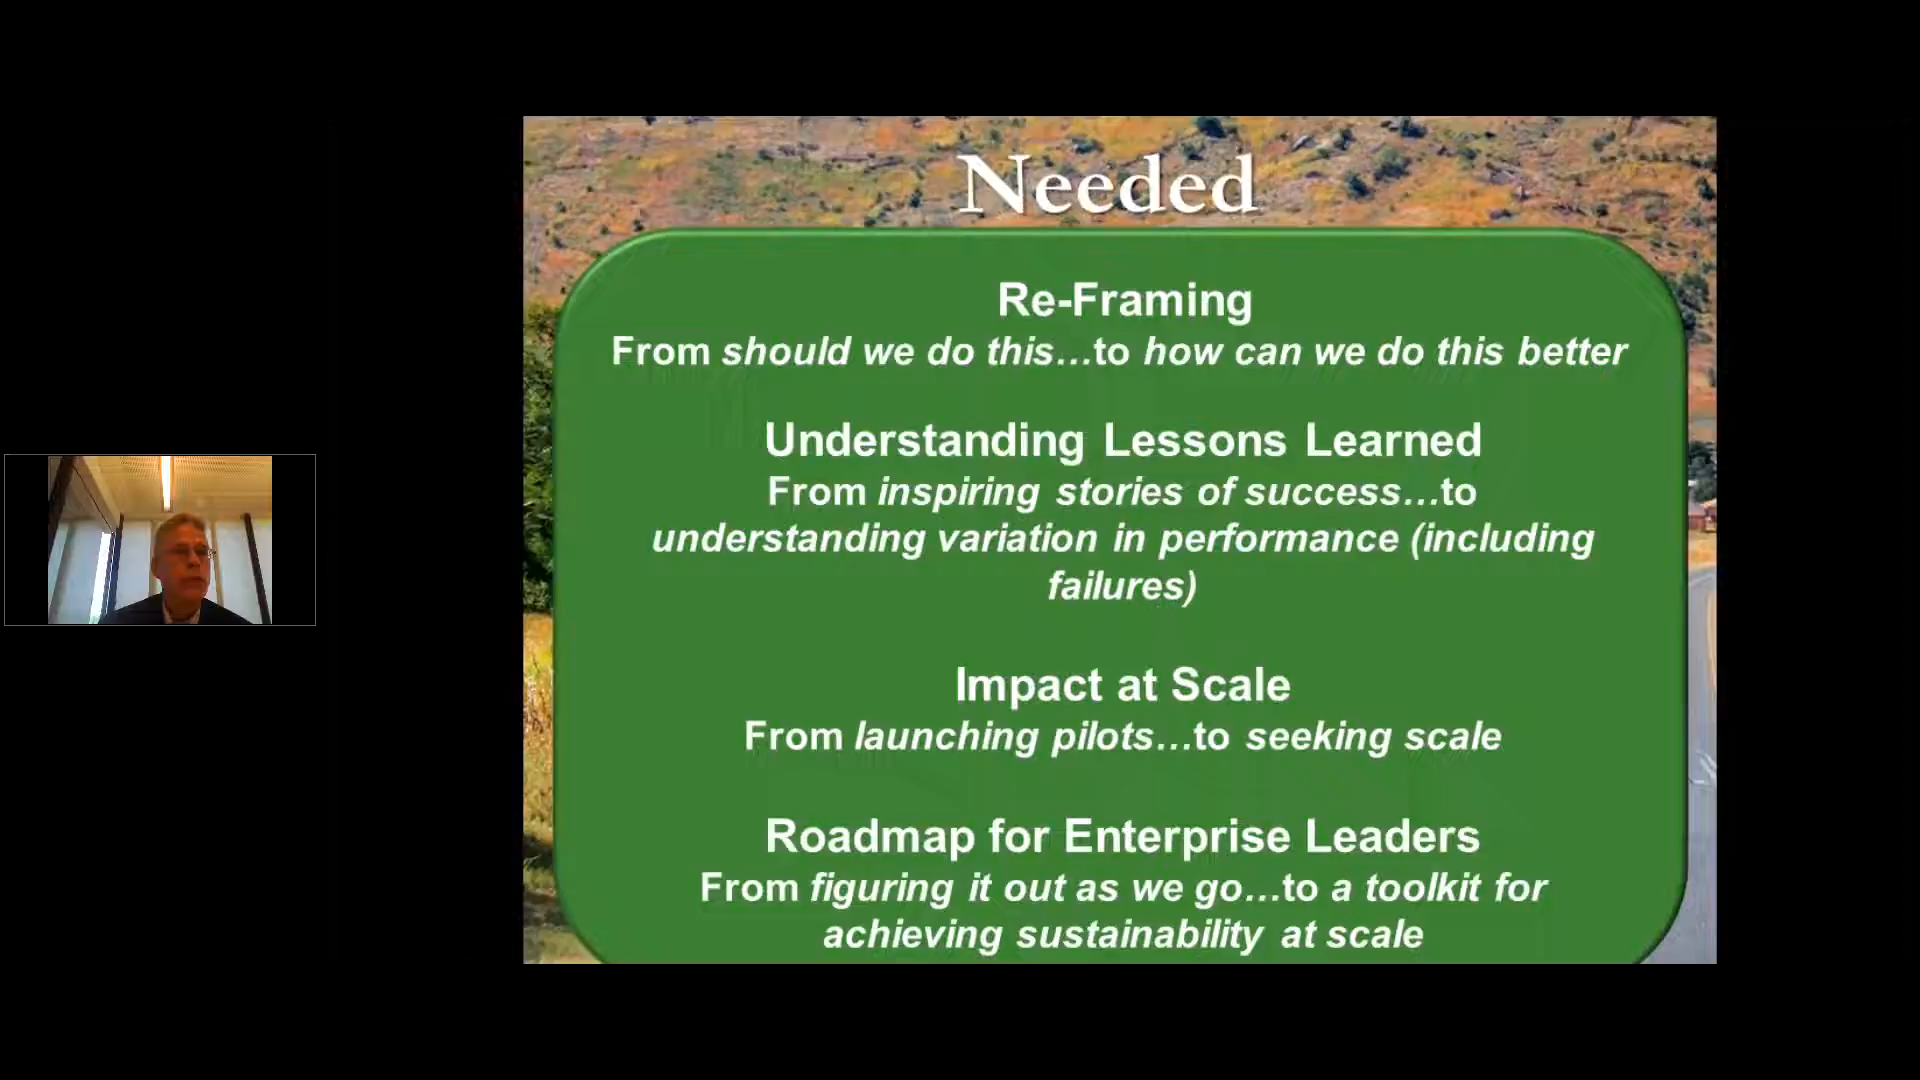 Needed
Re-Framing
From should we do this...to how can we do this better
Understanding Lessons Learned
From inspiring stories of success...to
understanding variation in performance (including
failures)
Impact at Scale
From launching pilots...to seeking scale
Roadmap for Enterprise Leaders
From figuring it out as we go...to a toolkit for
achieving sustainability at scale